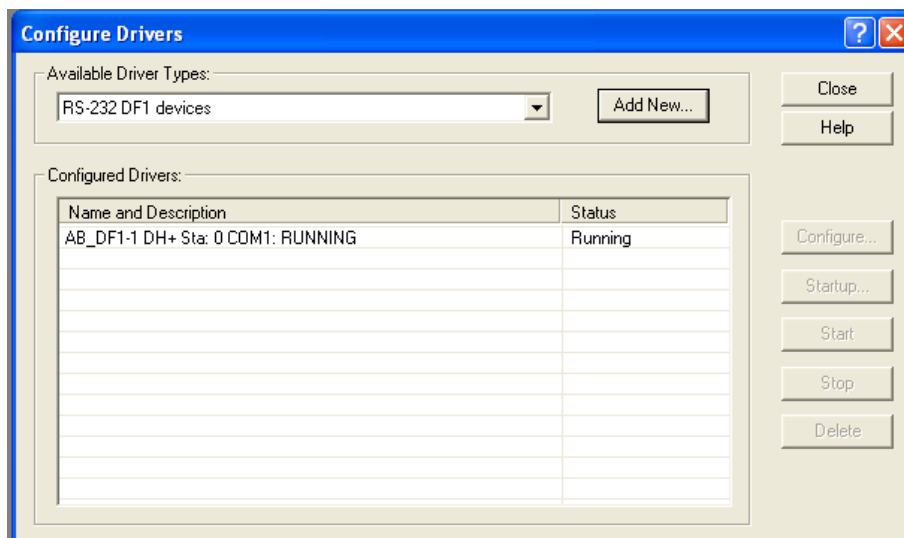 Configure Drivers
Available Driver Types:
RS-232 DF1 devices
Add New...
Close
Help
Configured Drivers:
Name and Description Status
AB_DF1-1 DH+ Sta: 0 COM1: RUNNING Running
Configure...
Startup...
Start
Stop
Delete